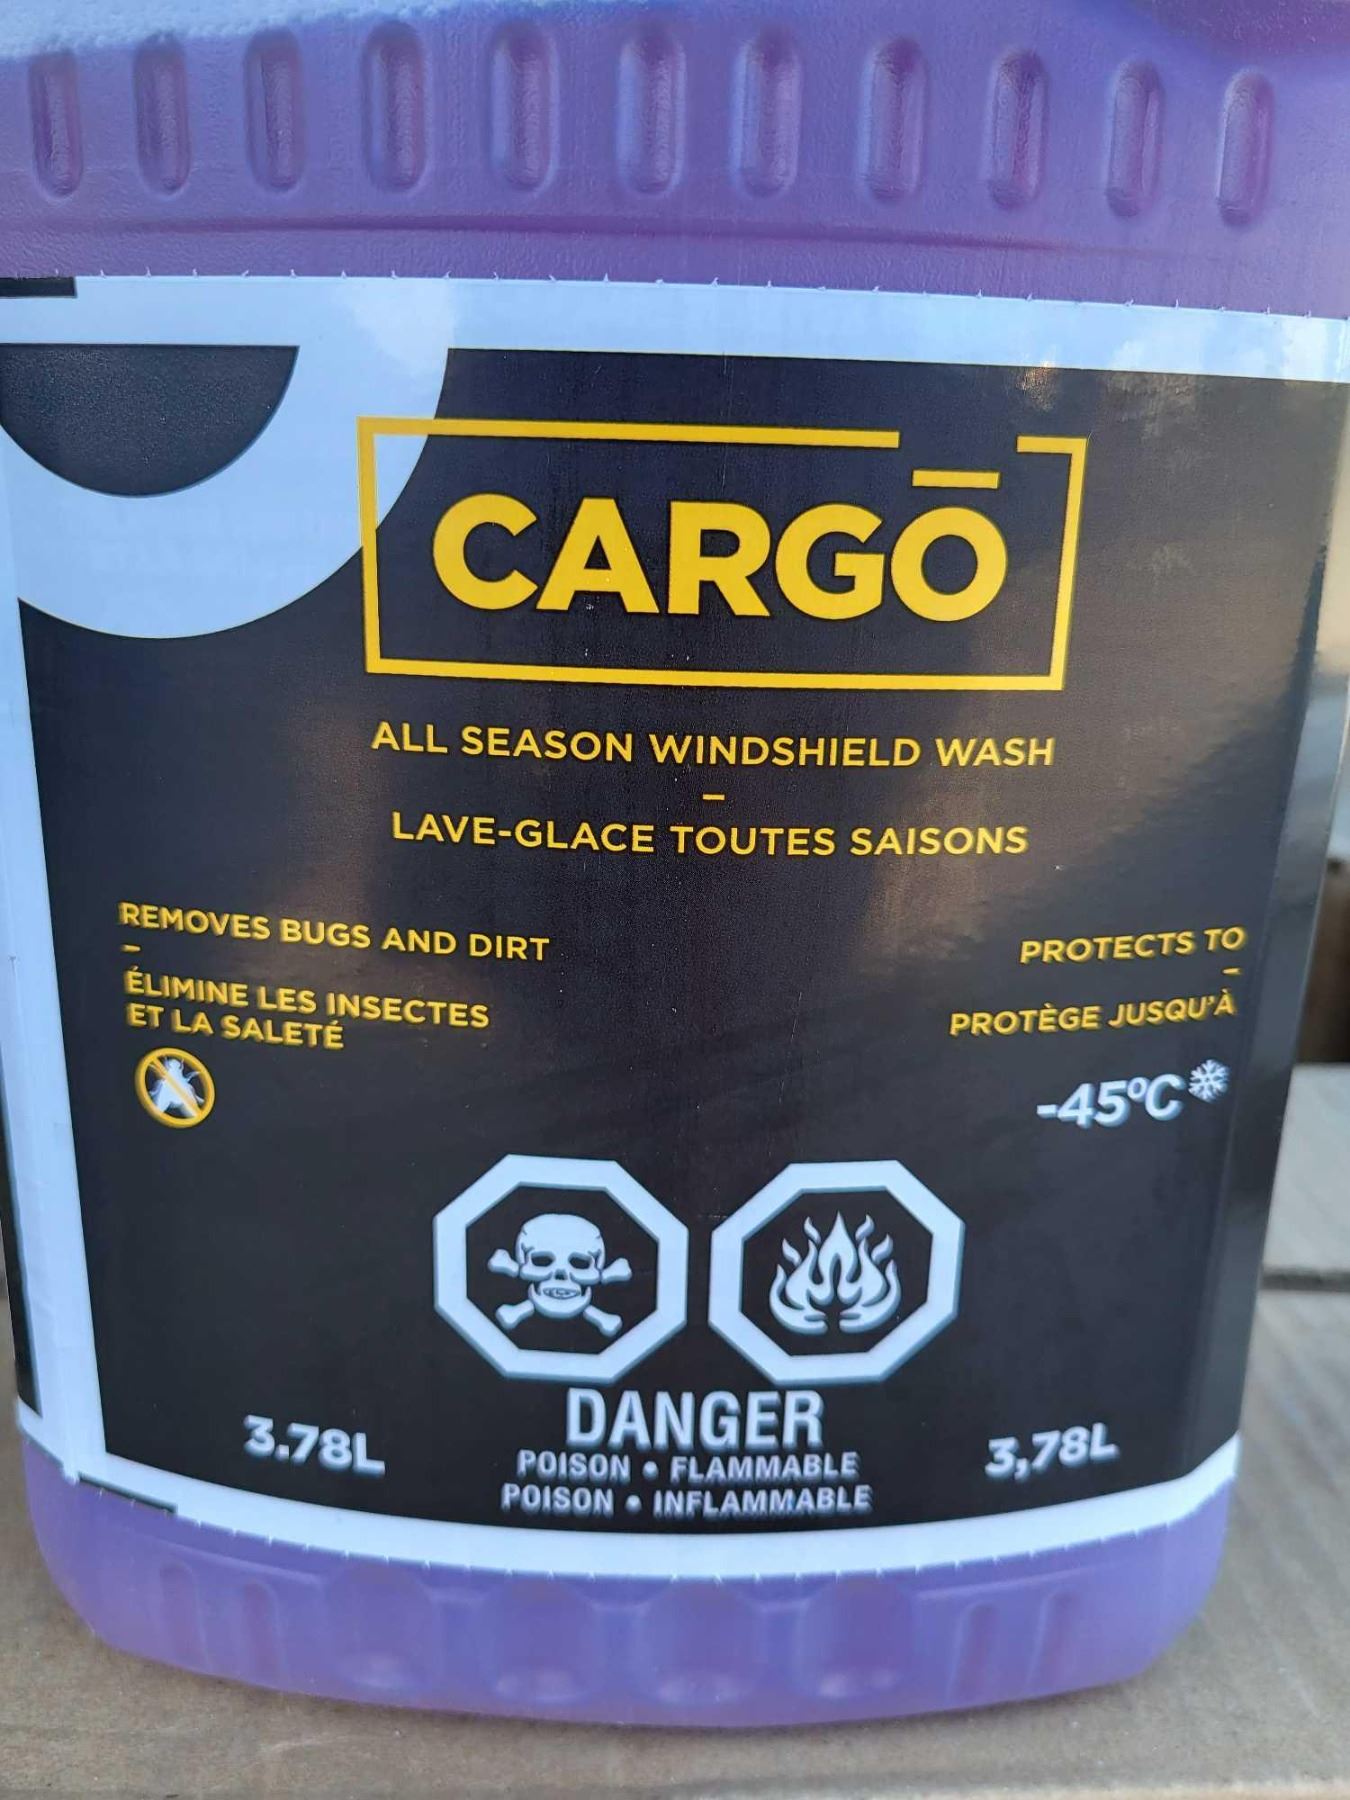 CARGŌ
ALL SEASON WINDSHIELD WASH
–
LAVE-GLACE TOUTES SAISONS
REMOVES BUGS AND DIRT
–
ÉLIMINE LES INSECTES
ET LA SALETÉ
PROTECTS TO
–
PROTÈGE JUSQU'À
-45ºC
DANGER
POISON • FLAMMABLE
POISON • INFLAMMABLE
3.78L
3,78L